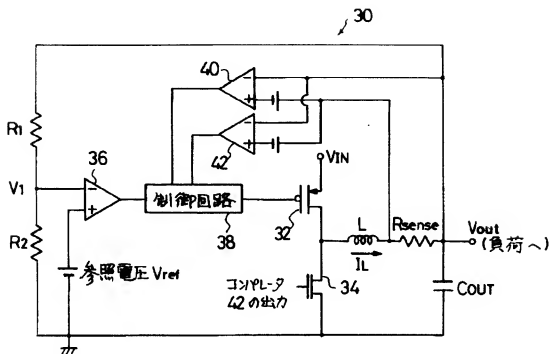 30
40
42
R1
36
V1
制御回路
38
R2
参照電圧 Vref
VIN
32
L
Rsense
IL
Vout
(負荷へ)
34
コンパレータ
42の出力
COUT